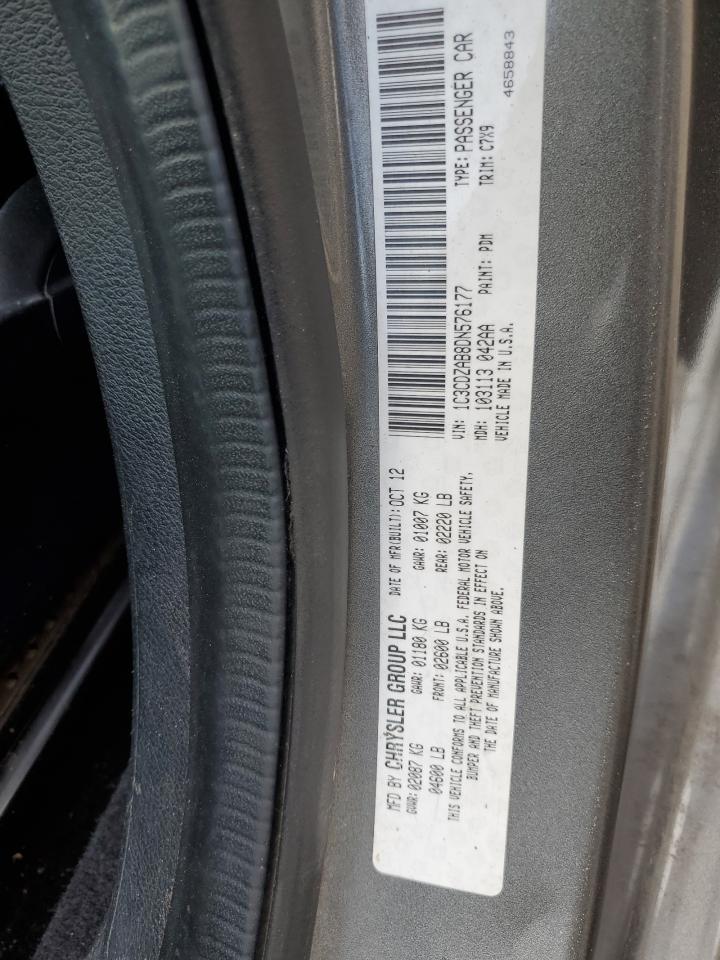 MFD BY CHRYSLER GROUP LLC DATE OF MFR(BUILT): OCT 12
GVWR: 02087 KG GAWR: 01180 KG GAWR: 01007 KG
04600 LB FRONT: 02600 LB REAR: 02220 LB
THIS VEHICLE CONFORMS TO ALL APPLICABLE U.S.A. FEDERAL MOTOR VEHICLE SAFETY,
BUMPER AND THEFT PREVENTION STANDARDS IN EFFECT ON
THE DATE OF MANUFACTURE SHOWN ABOVE.
VIN: 1C3CDZAB8DN576177 TYPE: PASSENGER CAR
MDH: 103113 042AA PAINT: PDM TRIM: C7X9
VEHICLE MADE IN U.S.A.
4658843